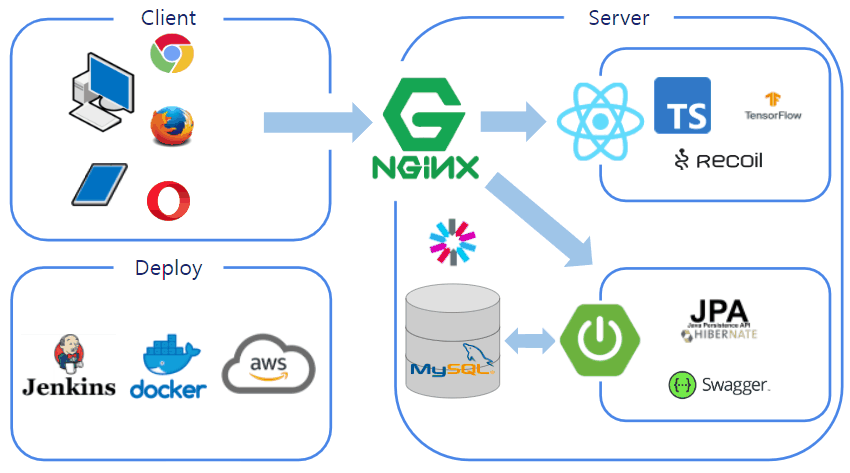 Client
Server
NGiNX
TS
TensorFlow
RECOIL
Deploy
Jenkins
docker
aws
MySQL
JPA
Java Persistence API
HIBERNATE
{··}
Swagger